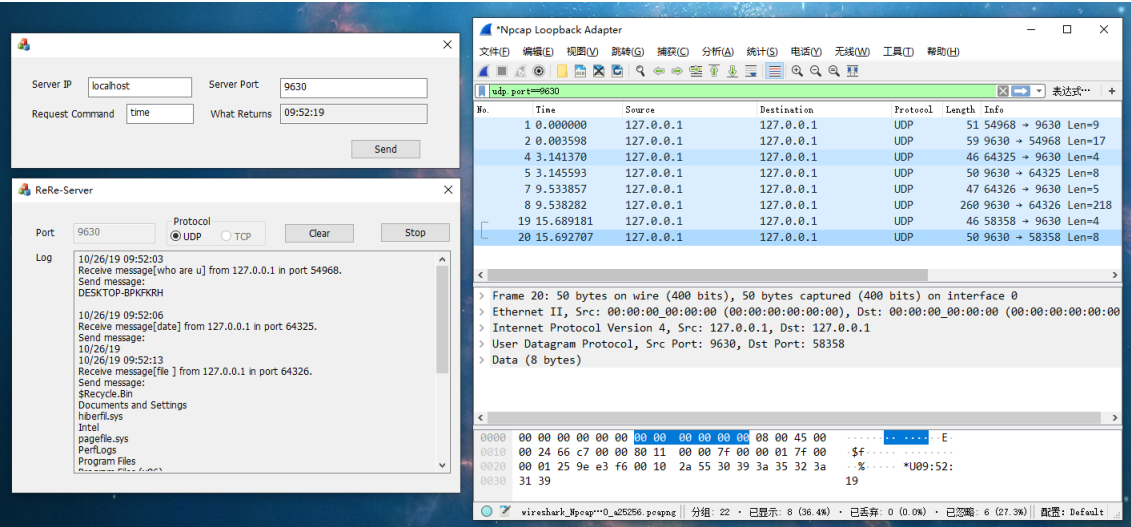 Server IP localhost Server Port 9630
Request Command time What Returns 09:52:19
Send
ReRe-Server
Port 9630 Protocol UDP TCP Clear Stop
Log
10/26/19 09:52:03
Receive message[who are u] from 127.0.0.1 in port 54968.
Send message:
DESKTOP-BPKFKRH
10/26/19 09:52:06
Receive message[date] from 127.0.0.1 in port 64325.
Send message:
10/26/19
10/26/19 09:52:13
Receive message[file ] from 127.0.0.1 in port 64326.
Send message:
$Recycle.Bin
Documents and Settings
hiberfil.sys
Intel
pagefile.sys
PerfLogs
Program Files
Program Files (x86)
*Npcap Loopback Adapter
文件(F) 编辑(E) 视图(V) 跳转(G) 捕获(C) 分析(A) 统计(S) 电话(Y) 无线(W) 工具(T) 帮助(H)
udp.port==9630 表达式… +
No. Time Source Destination Protocol Length Info
1 0.000000 127.0.0.1 127.0.0.1 UDP 51 54968 → 9630 Len=9
2 0.003598 127.0.0.1 127.0.0.1 UDP 59 9630 → 54968 Len=17
4 3.141370 127.0.0.1 127.0.0.1 UDP 46 64325 → 9630 Len=4
5 3.145593 127.0.0.1 127.0.0.1 UDP 50 9630 → 64325 Len=8
7 9.533857 127.0.0.1 127.0.0.1 UDP 47 64326 → 9630 Len=5
8 9.538282 127.0.0.1 127.0.0.1 UDP 260 9630 → 64326 Len=218
19 15.689181 127.0.0.1 127.0.0.1 UDP 46 58358 → 9630 Len=4
20 15.692707 127.0.0.1 127.0.0.1 UDP 50 9630 → 58358 Len=8
Frame 20: 50 bytes on wire (400 bits), 50 bytes captured (400 bits) on interface 0
Ethernet II, Src: 00:00:00_00:00:00 (00:00:00:00:00:00), Dst: 00:00:00_00:00:00 (00:00:00:00:00:00
Internet Protocol Version 4, Src: 127.0.0.1, Dst: 127.0.0.1
User Datagram Protocol, Src Port: 9630, Dst Port: 58358
Data (8 bytes)
0000 00 00 00 00 00 00 00 00 00 00 00 00 08 00 45 00 ········ ······E·
0010 00 24 66 c7 00 00 80 11 00 00 7f 00 00 01 7f 00 ·$f····· ········
0020 00 01 25 9e e3 f6 00 10 2a 55 30 39 3a 35 32 3a ··%····· *U09:52:
0030 31 39 19
wireshark_Npcap…0_a25256.pcapng 分组: 22 · 已显示: 8 (36.4%) · 已丢弃: 0 (0.0%) · 已忽略: 6 (27.3%) 配置: Default